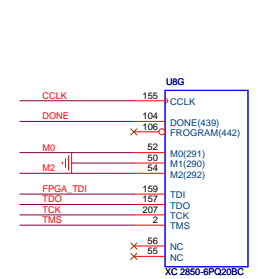 U8G
CCLK 155 CCLK
DONE 104 DONE(439)
106 FROGRAM(442)
M0 52 M0(291)
50 M1(290)
M2 54 M2(292)
FPGA_TDI 159 TDI
TDO 157 TDO
TCK 207 TCK
TMS 2 TMS
56 NC
55 NC
XC 2850-6PQ20BC